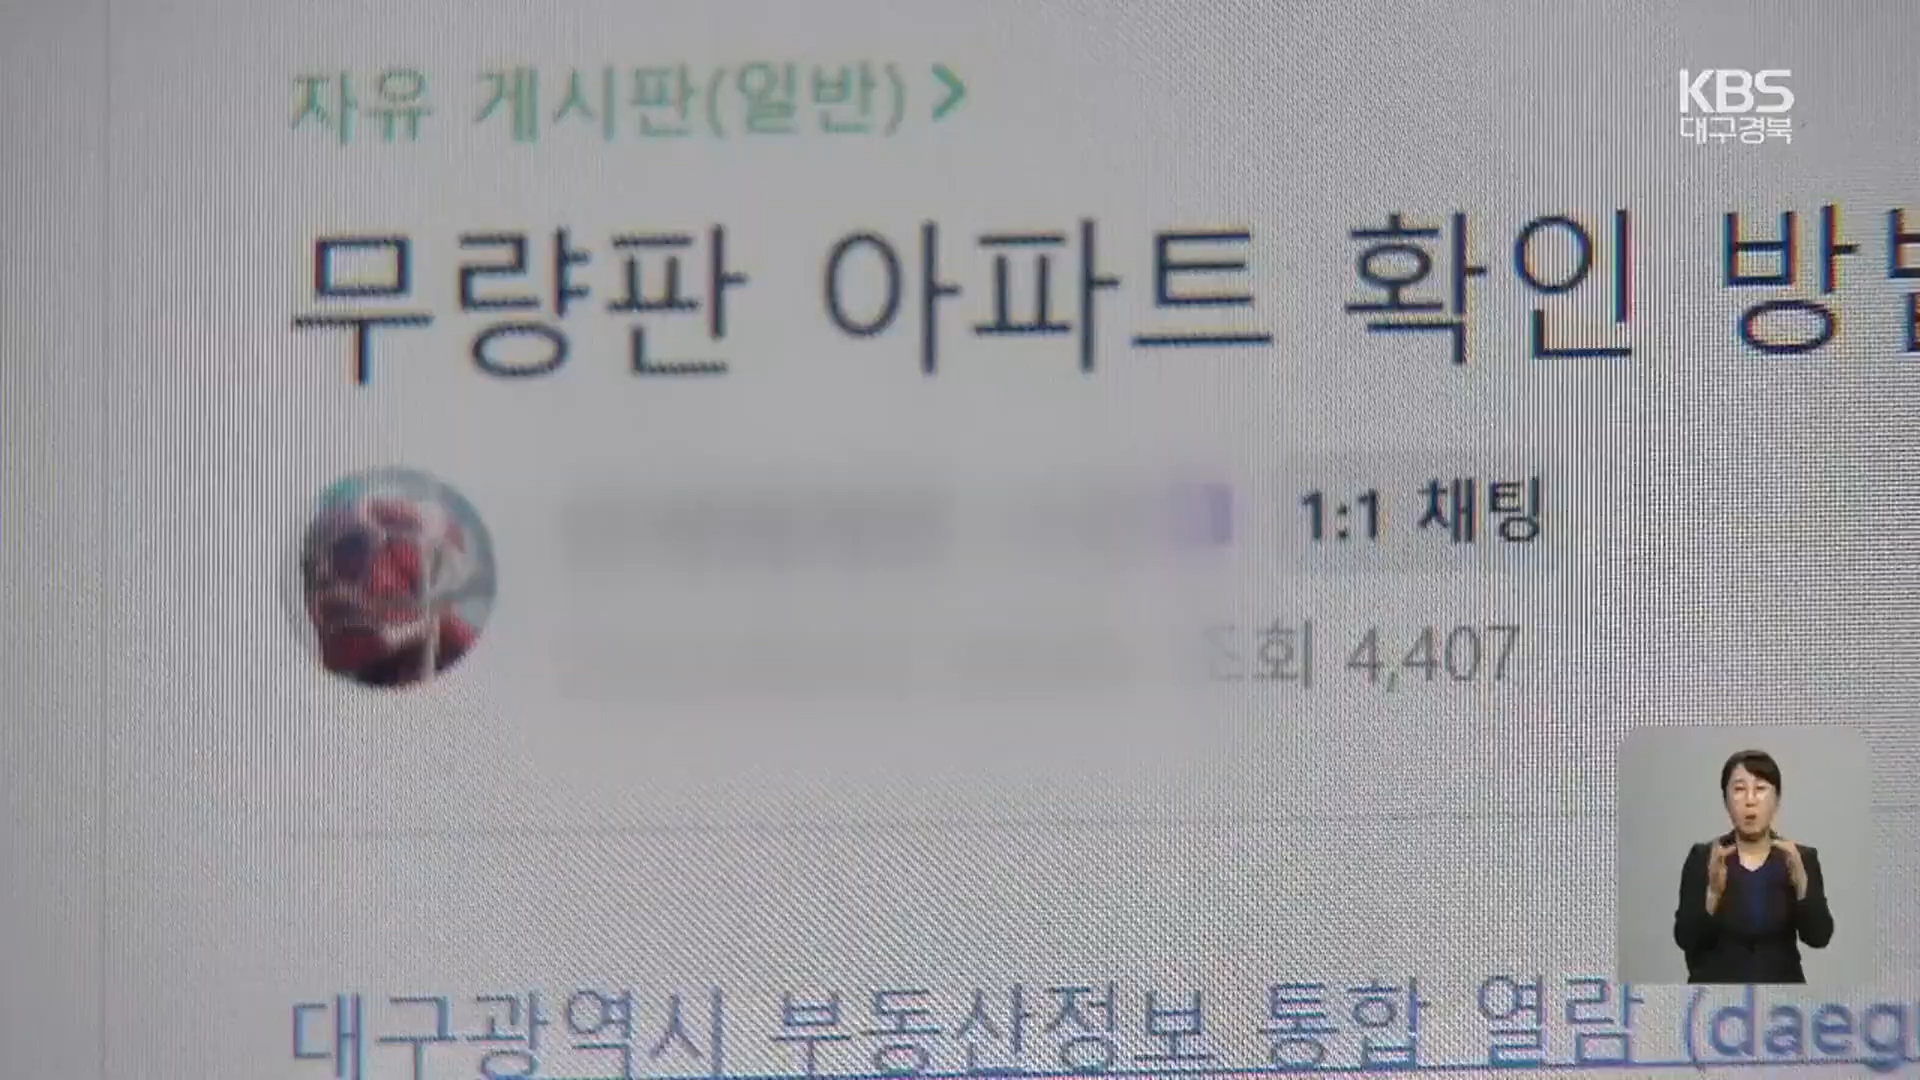 자유 게시판(일반) >
KBS
대구경북
무량판 아파트 확인
1:1 채팅
조회 4,407
대구광역시 부동산정보 통합 열람 (daeg